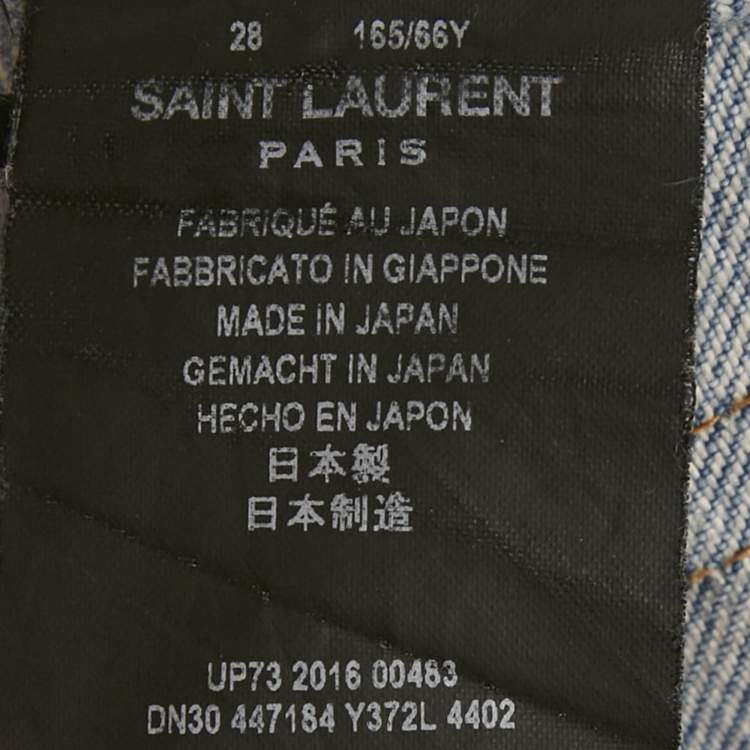 28 165/66Y
SAINT LAURENT
PARIS
FABRIQUÉ AU JAPON
FABBRICATO IN GIAPPONE
MADE IN JAPAN
GEMACHT IN JAPAN
HECHO EN JAPON
日本製
日本制造
UP73 2016 00483
DN30 447184 Y372L 4402